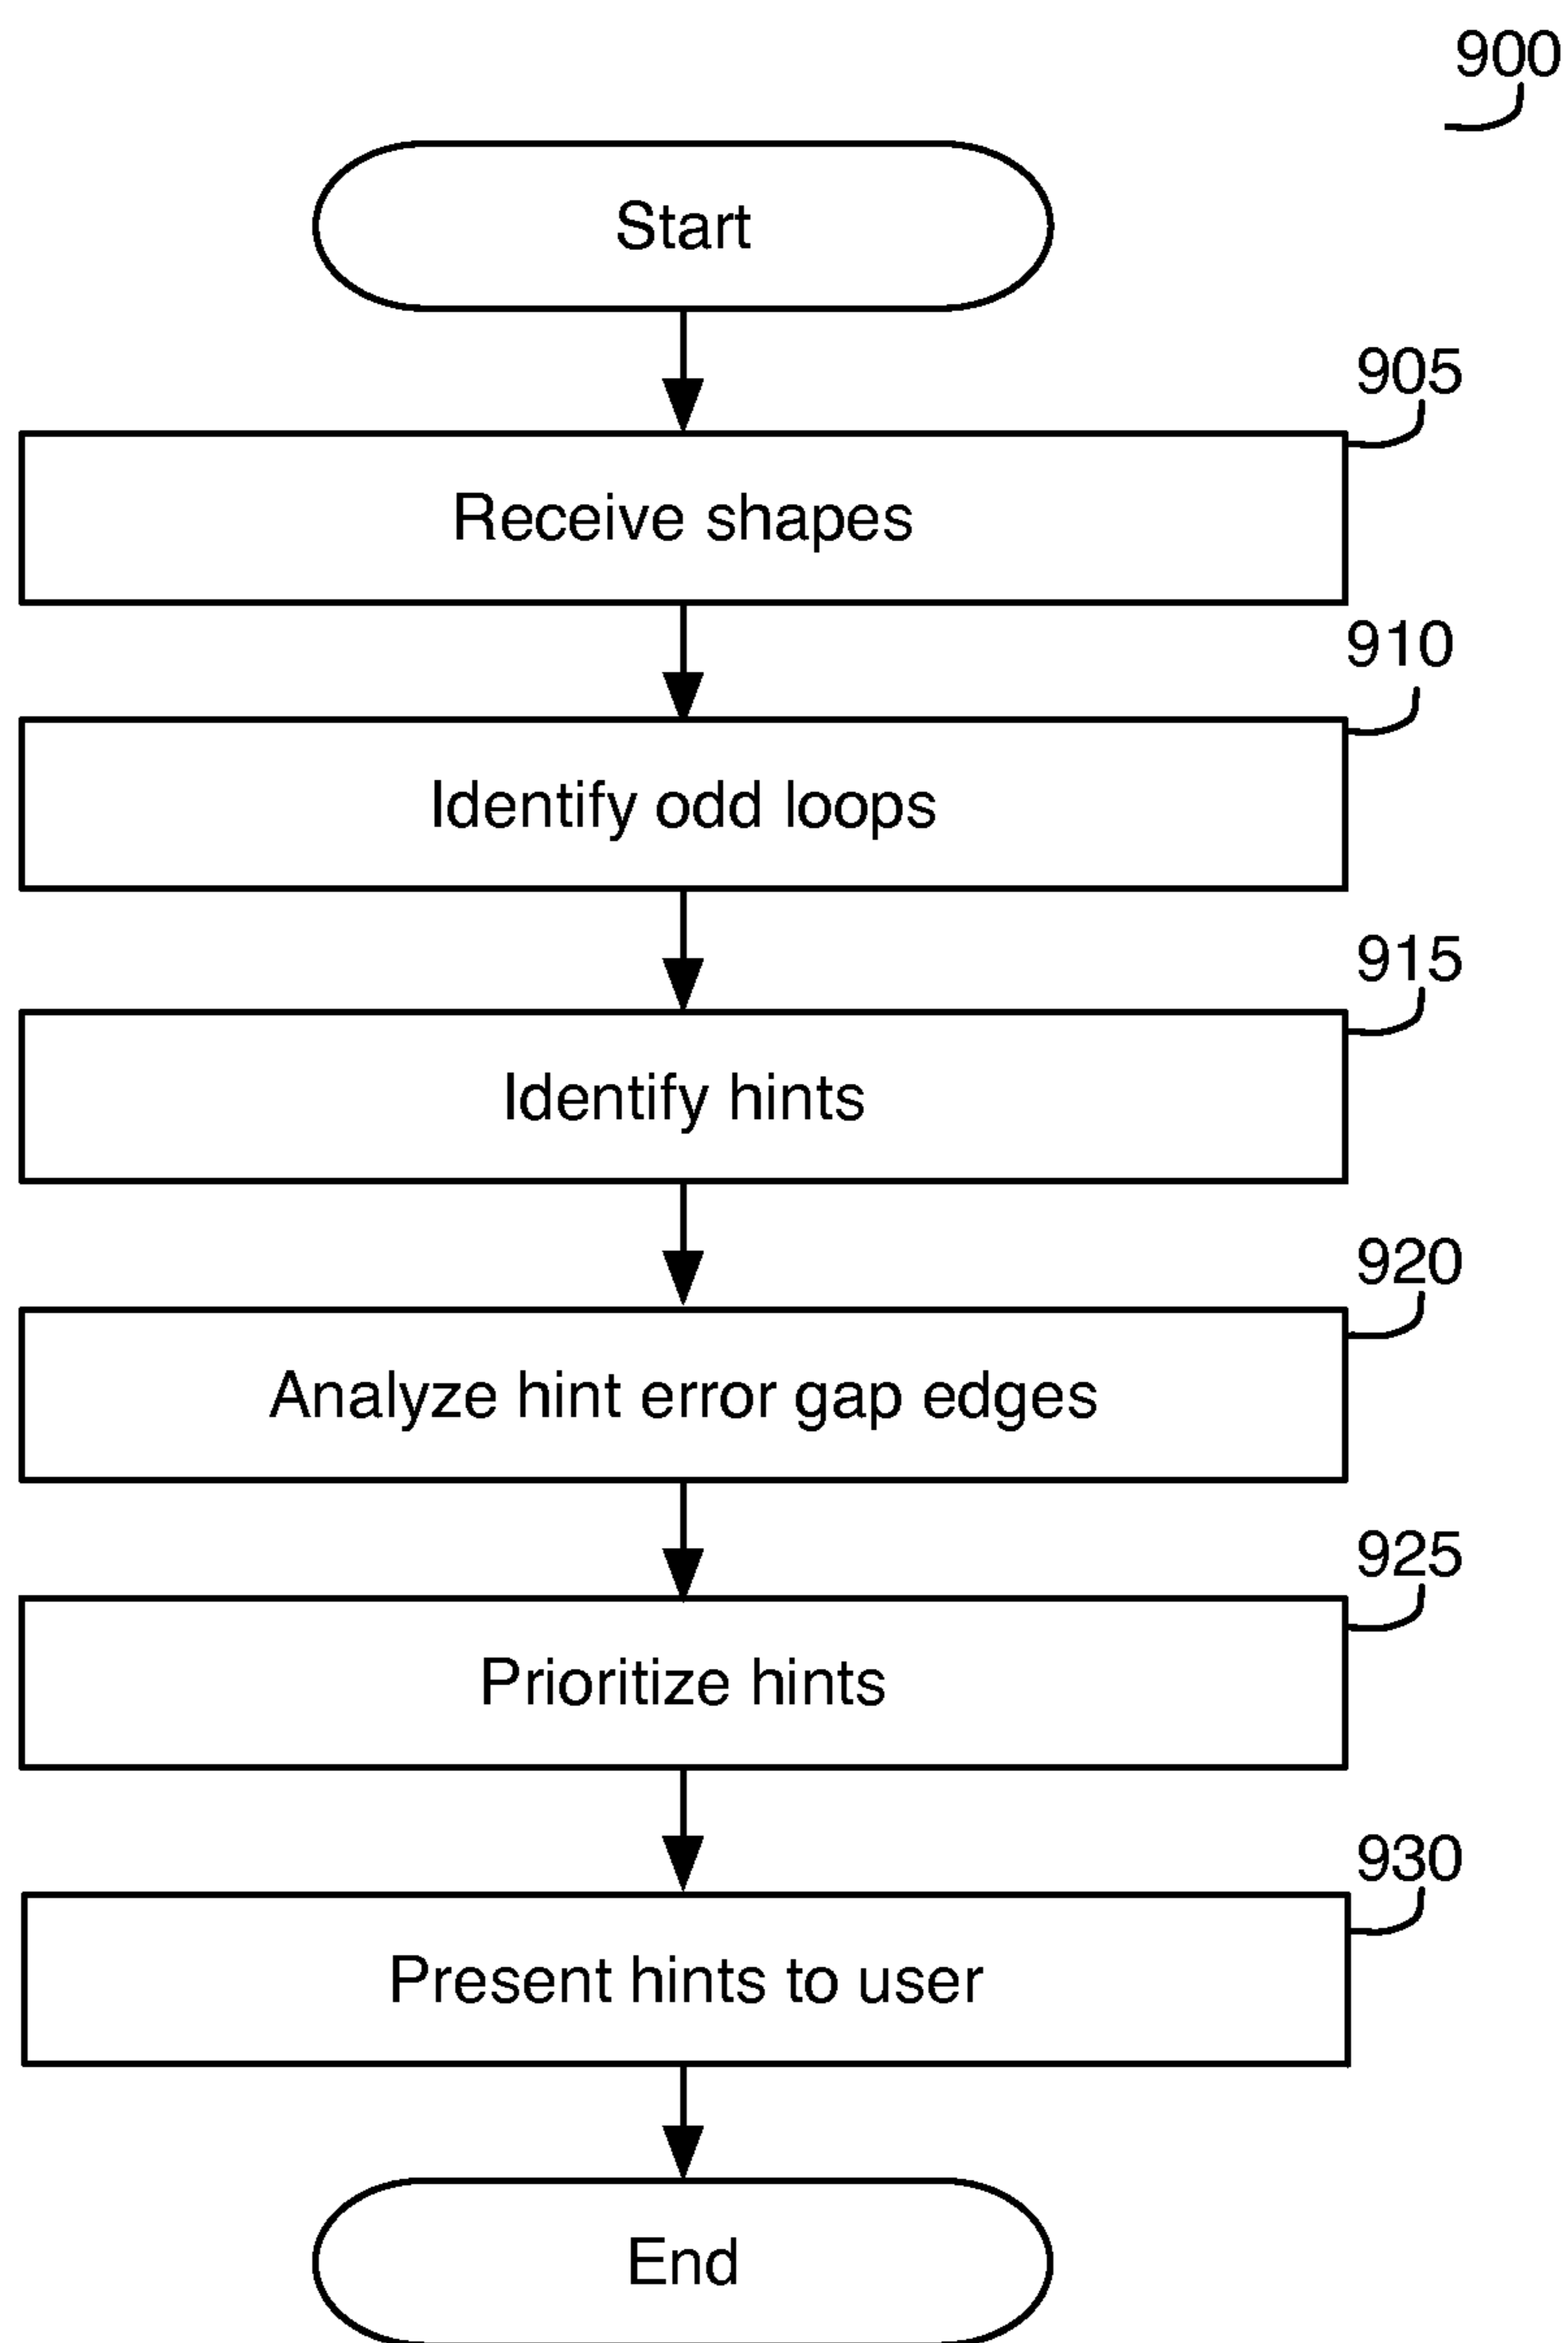 900
Start
905
Receive shapes
910
Identify odd loops
915
Identify hints
920
Analyze hint error gap edges
925
Prioritize hints
930
Present hints to user
End